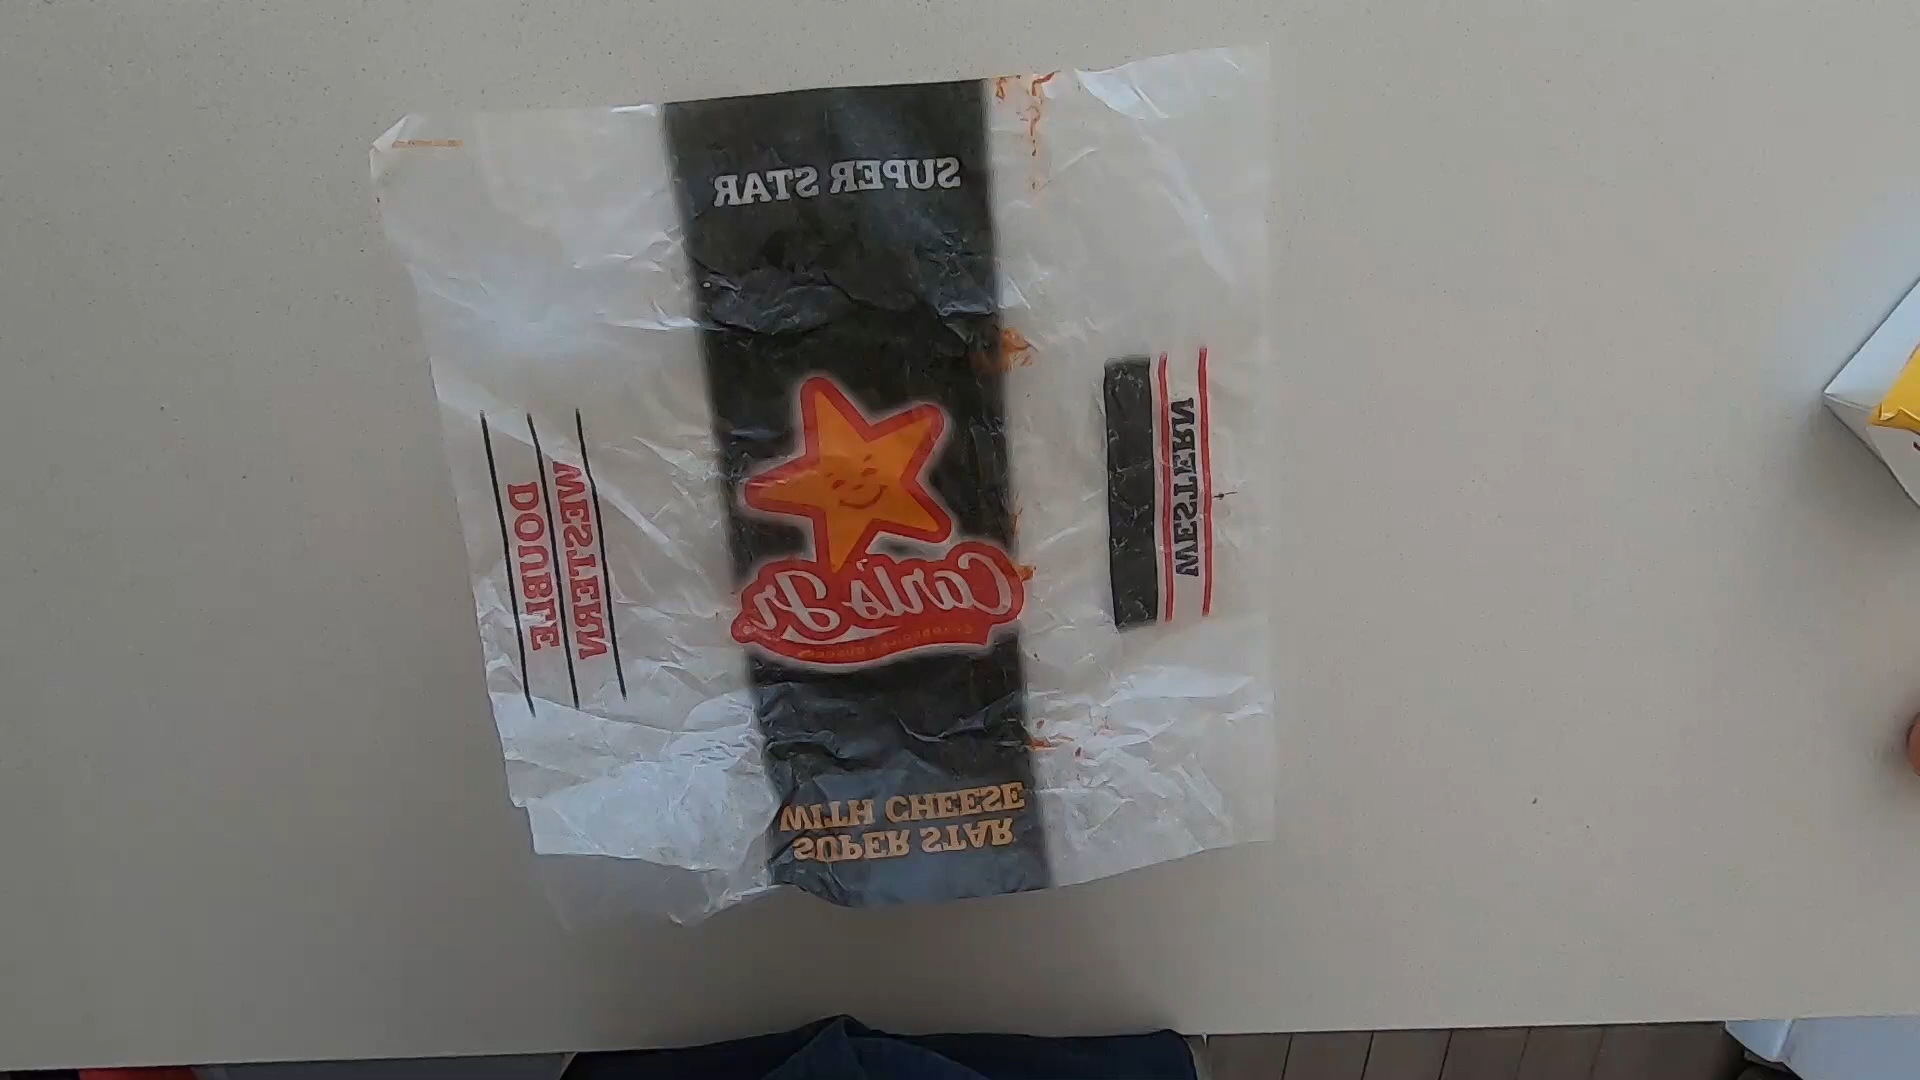 SUPER STAR
Carl's Jr.
WESTERN
DOUBLE
WESTERN
SUPER STAR
WITH CHEESE